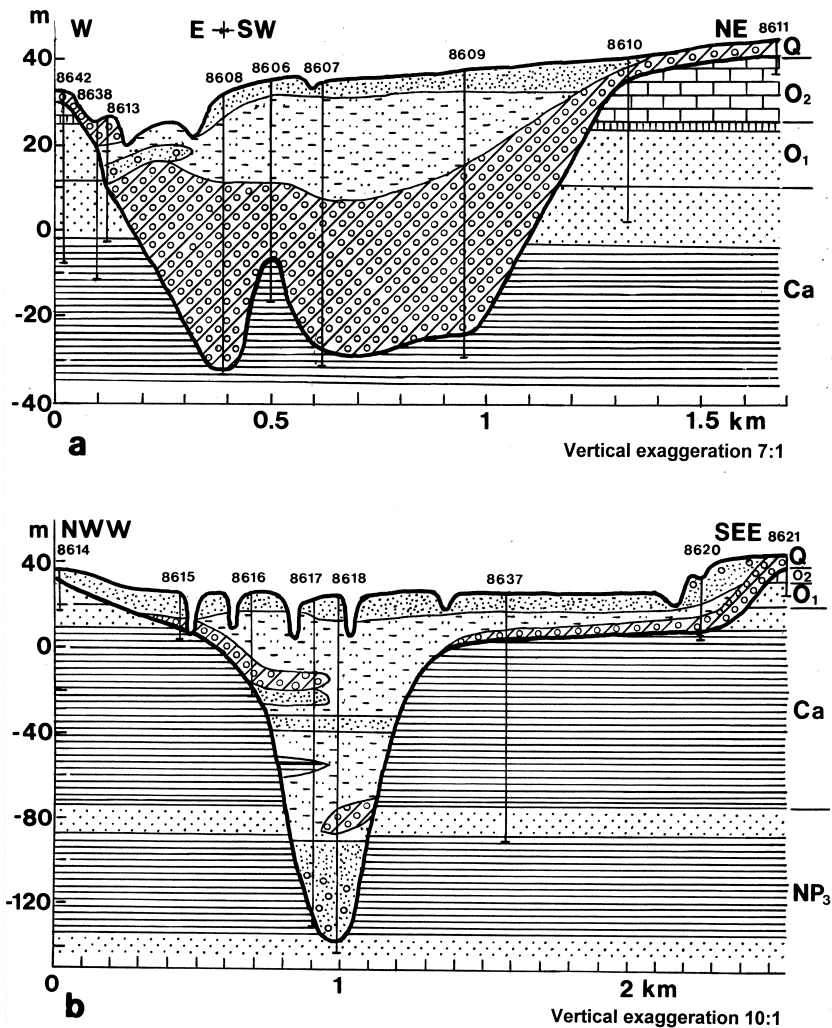 m W E SW NE 8611
40 8642 8638 8613 8608 8606 8607 8609 8610 Q
O2
20
O1
0
Ca
-20
-40
0 0.5 1 1.5 km
a
Vertical exaggeration 7:1
m NWW SEE 8621
8614
40 8615 8616 8617 8618 8637 8620 Q
O2
O1
0
Ca
-40
-80
NP3
-120
0 1 2 km
b
Vertical exaggeration 10:1